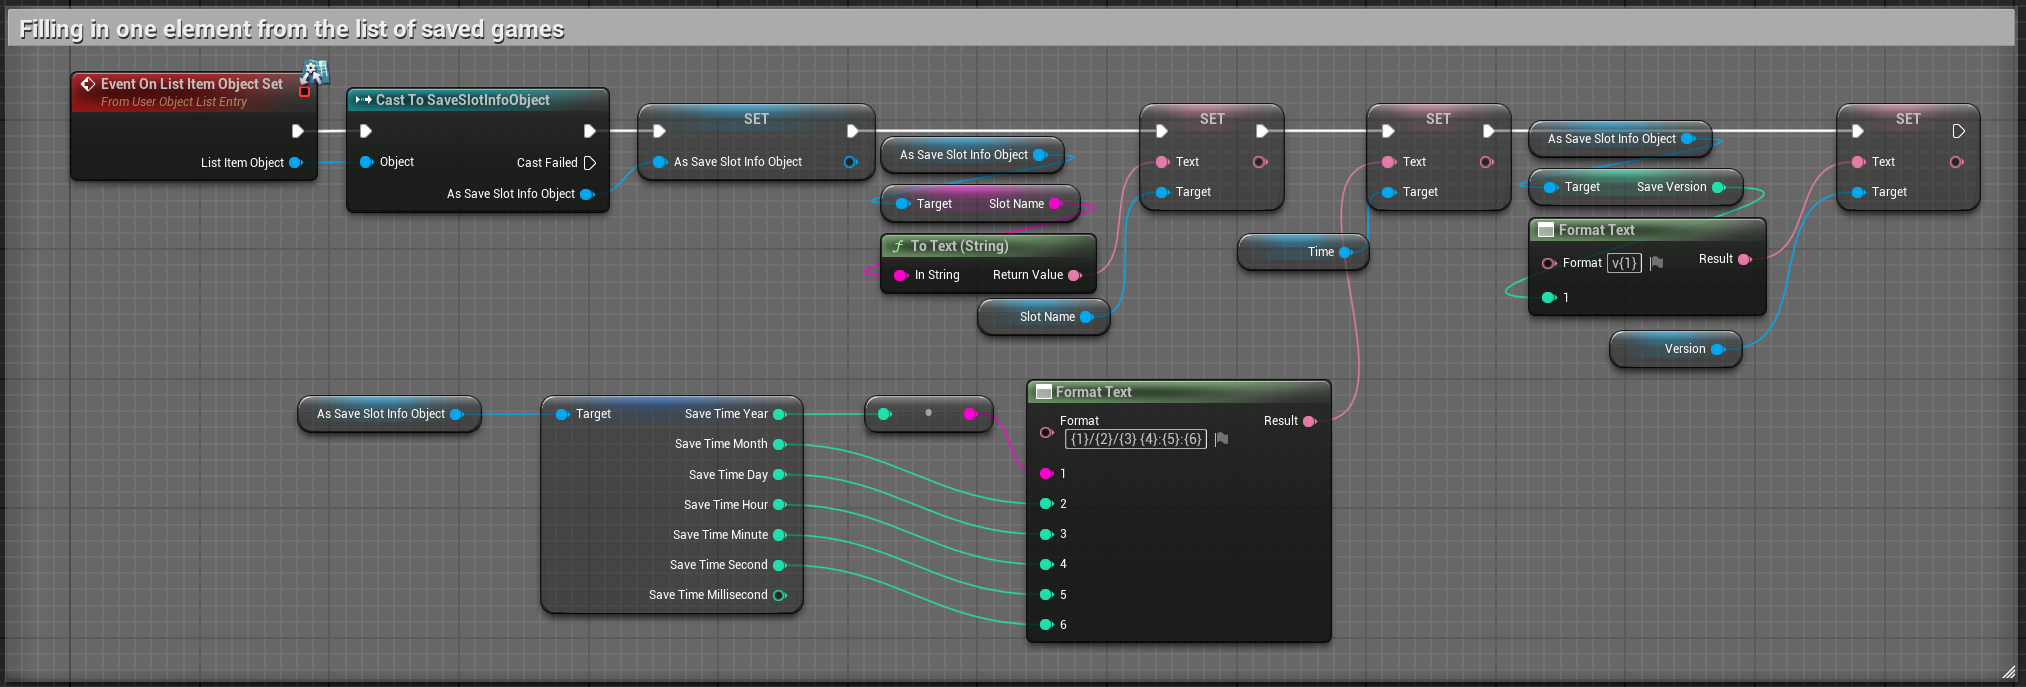 Filling in one element from the list of saved games
Event On List Item Object Set
From User Object List Entry
List Item Object
Cast To SaveSlotInfoObject
Object
Cast Failed
As Save Slot Info Object
SET
As Save Slot Info Object
As Save Slot Info Object
Target
Slot Name
To Text (String)
In String
Return Value
Slot Name
SET
Text
Target
Time
SET
Text
Target
As Save Slot Info Object
Target
Save Version
Format Text
Format
v{1}
Result
1
Version
SET
Text
Target
As Save Slot Info Object
Target
Save Time Year
Save Time Month
Save Time Day
Save Time Hour
Save Time Minute
Save Time Second
Save Time Millisecond
Format Text
Format
{1}/{2}/{3} {4}:{5}:{6}
Result
1
2
3
4
5
6